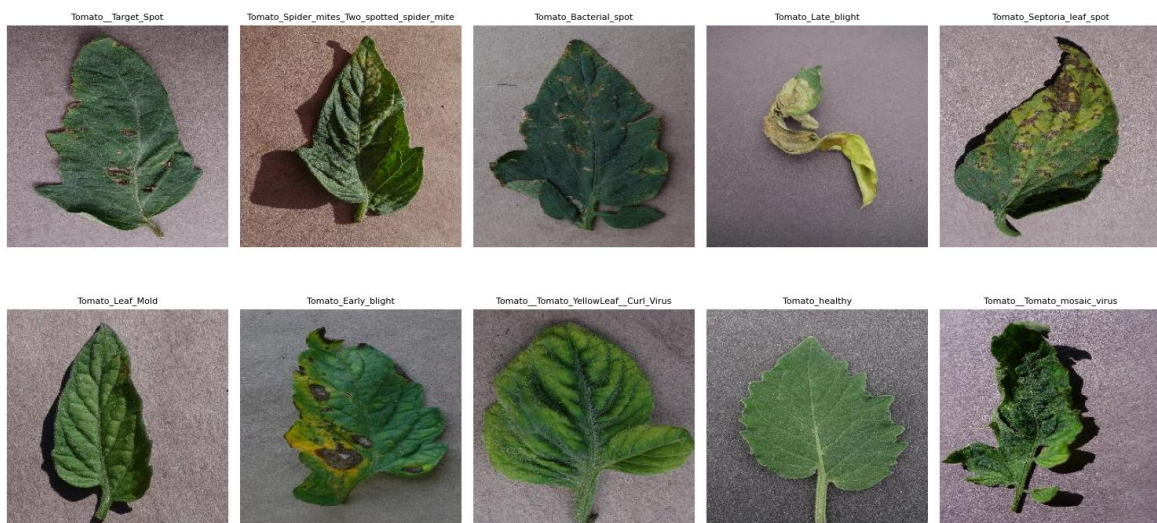 Tomato__Target_Spot
Tomato_Spider_mites_Two_spotted_spider_mite
Tomato_Bacterial_spot
Tomato_Late_blight
Tomato_Septoria_leaf_spot
Tomato_Leaf_Mold
Tomato_Early_blight
Tomato__Tomato_YellowLeaf__Curl_Virus
Tomato_healthy
Tomato__Tomato_mosaic_virus